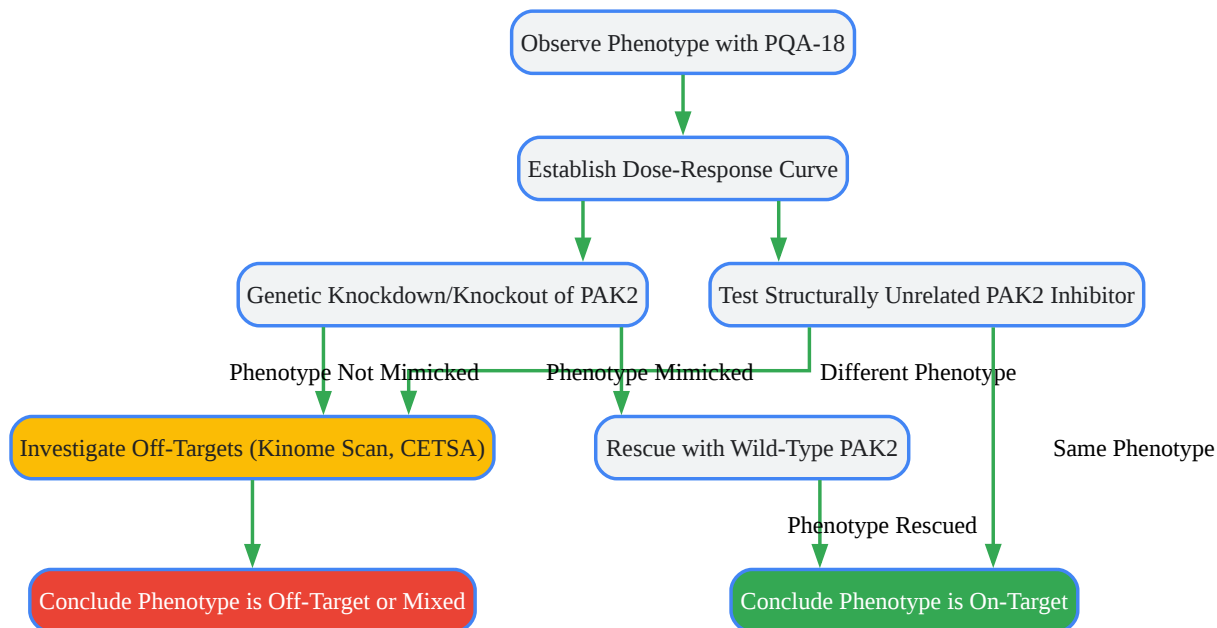 Observe Phenotype with PQA-18
Establish Dose-Response Curve
Genetic Knockdown/Knockout of PAK2
Test Structurally Unrelated PAK2 Inhibitor
Phenotype Not Mimicked
Phenotype Mimicked
Different Phenotype
Investigate Off-Targets (Kinome Scan, CETSA)
Rescue with Wild-Type PAK2
Same Phenotype
Phenotype Rescued
Conclude Phenotype is Off-Target or Mixed
Conclude Phenotype is On-Target